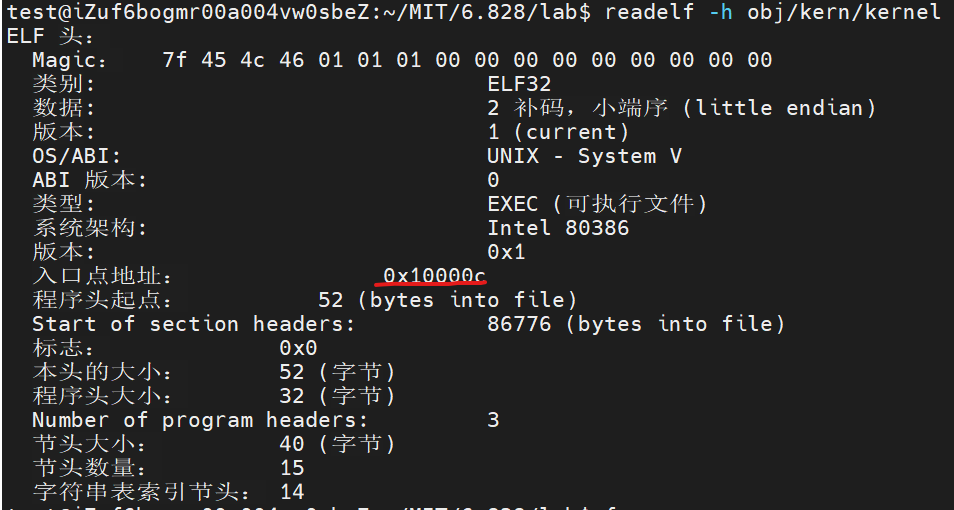 test@iZuf6bogmr00a004vw0sbeZ:~/MIT/6.828/lab$ readelf -h obj/kern/kernel
ELF 头：
  Magic：   7f 45 4c 46 01 01 01 00 00 00 00 00 00 00 00 00
  类别:                              ELF32
  数据:                              2 补码，小端序 (little endian)
  版本:                              1 (current)
  OS/ABI:                            UNIX - System V
  ABI 版本:                          0
  类型:                              EXEC (可执行文件)
  系统架构:                          Intel 80386
  版本:                              0x1
  入口点地址：               0x10000c
  程序头起点：          52 (bytes into file)
  Start of section headers:          86776 (bytes into file)
  标志：             0x0
  本头的大小：       52 (字节)
  程序头大小：       32 (字节)
  Number of program headers:         3
  节头大小：         40 (字节)
  节头数量：         15
  字符串表索引节头： 14